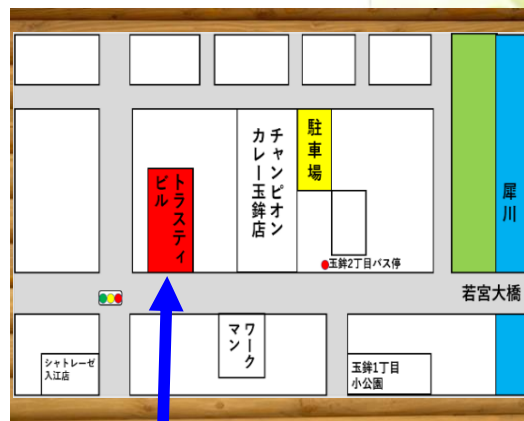 トラスティ
ビル
チャンピオン
カレー玉鉾店
駐車場
玉鉾2丁目バス停
犀川
若宮大橋
シャトレーゼ
入江店
ワーク
マン
玉鉾1丁目
小公園